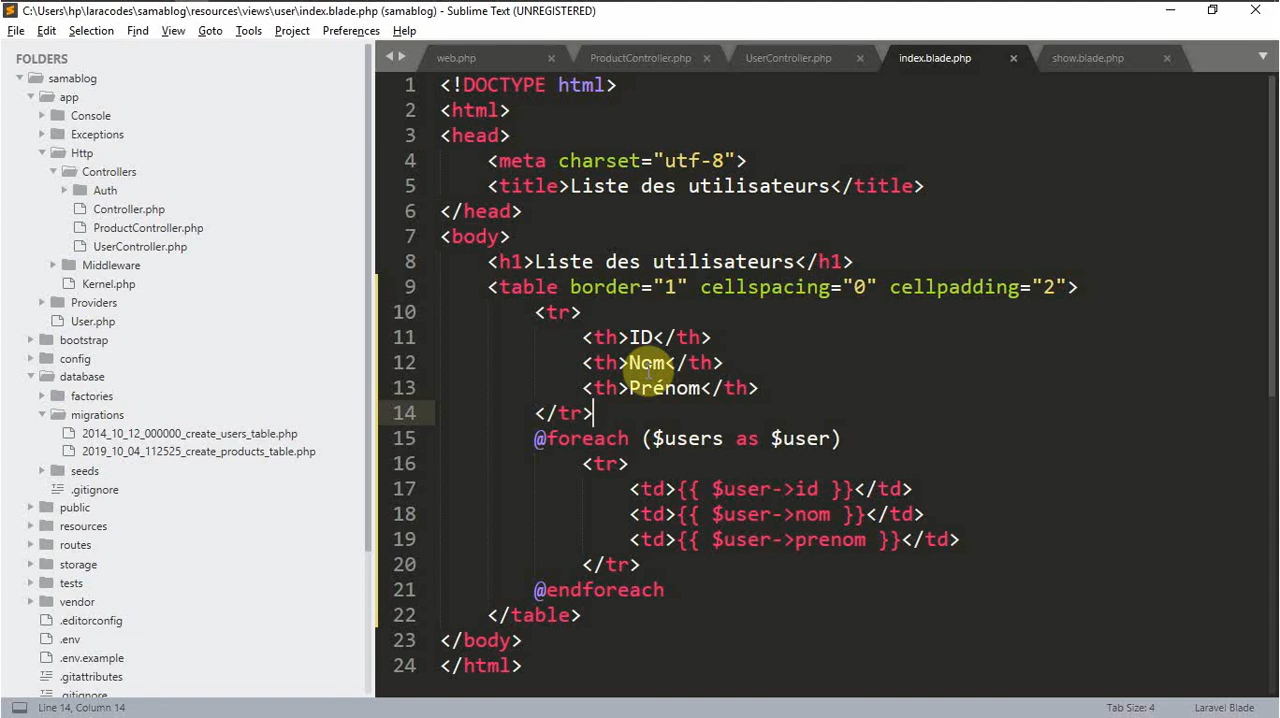 C:\Users\hp\laracodes\samablog\resources\views\user\index.blade.php (samablog) - Sublime Text (UNREGISTERED)
File Edit Selection Find View Goto Tools Project Preferences Help
FOLDERS
samablog
app
Console
Exceptions
Http
Controllers
Auth
Controller.php
ProductController.php
UserController.php
Middleware
Kernel.php
Providers
User.php
bootstrap
config
database
factories
migrations
2014_10_12_000000_create_users_table.php
2019_10_04_112525_create_products_table.php
seeds
.gitignore
public
resources
routes
storage
tests
vendor
.editorconfig
.env
.env.example
.gitattributes
.gitignore
web.php ProductController.php UserController.php index.blade.php show.blade.php
1 <!DOCTYPE html>
2 <html>
3 <head>
4 <meta charset="utf-8">
5 <title>Liste des utilisateurs</title>
6 </head>
7 <body>
8 <h1>Liste des utilisateurs</h1>
9 <table border="1" cellspacing="0" cellpadding="2">
10 <tr>
11 <th>ID</th>
12 <th>Nom</th>
13 <th>Prénom</th>
14 </tr>
15 @foreach ($users as $user)
16 <tr>
17 <td>{{ $user->id }}</td>
18 <td>{{ $user->nom }}</td>
19 <td>{{ $user->prenom }}</td>
20 </tr>
21 @endforeach
22 </table>
23 </body>
24 </html>
Line 14, Column 14 Tab Size: 4 Laravel Blade